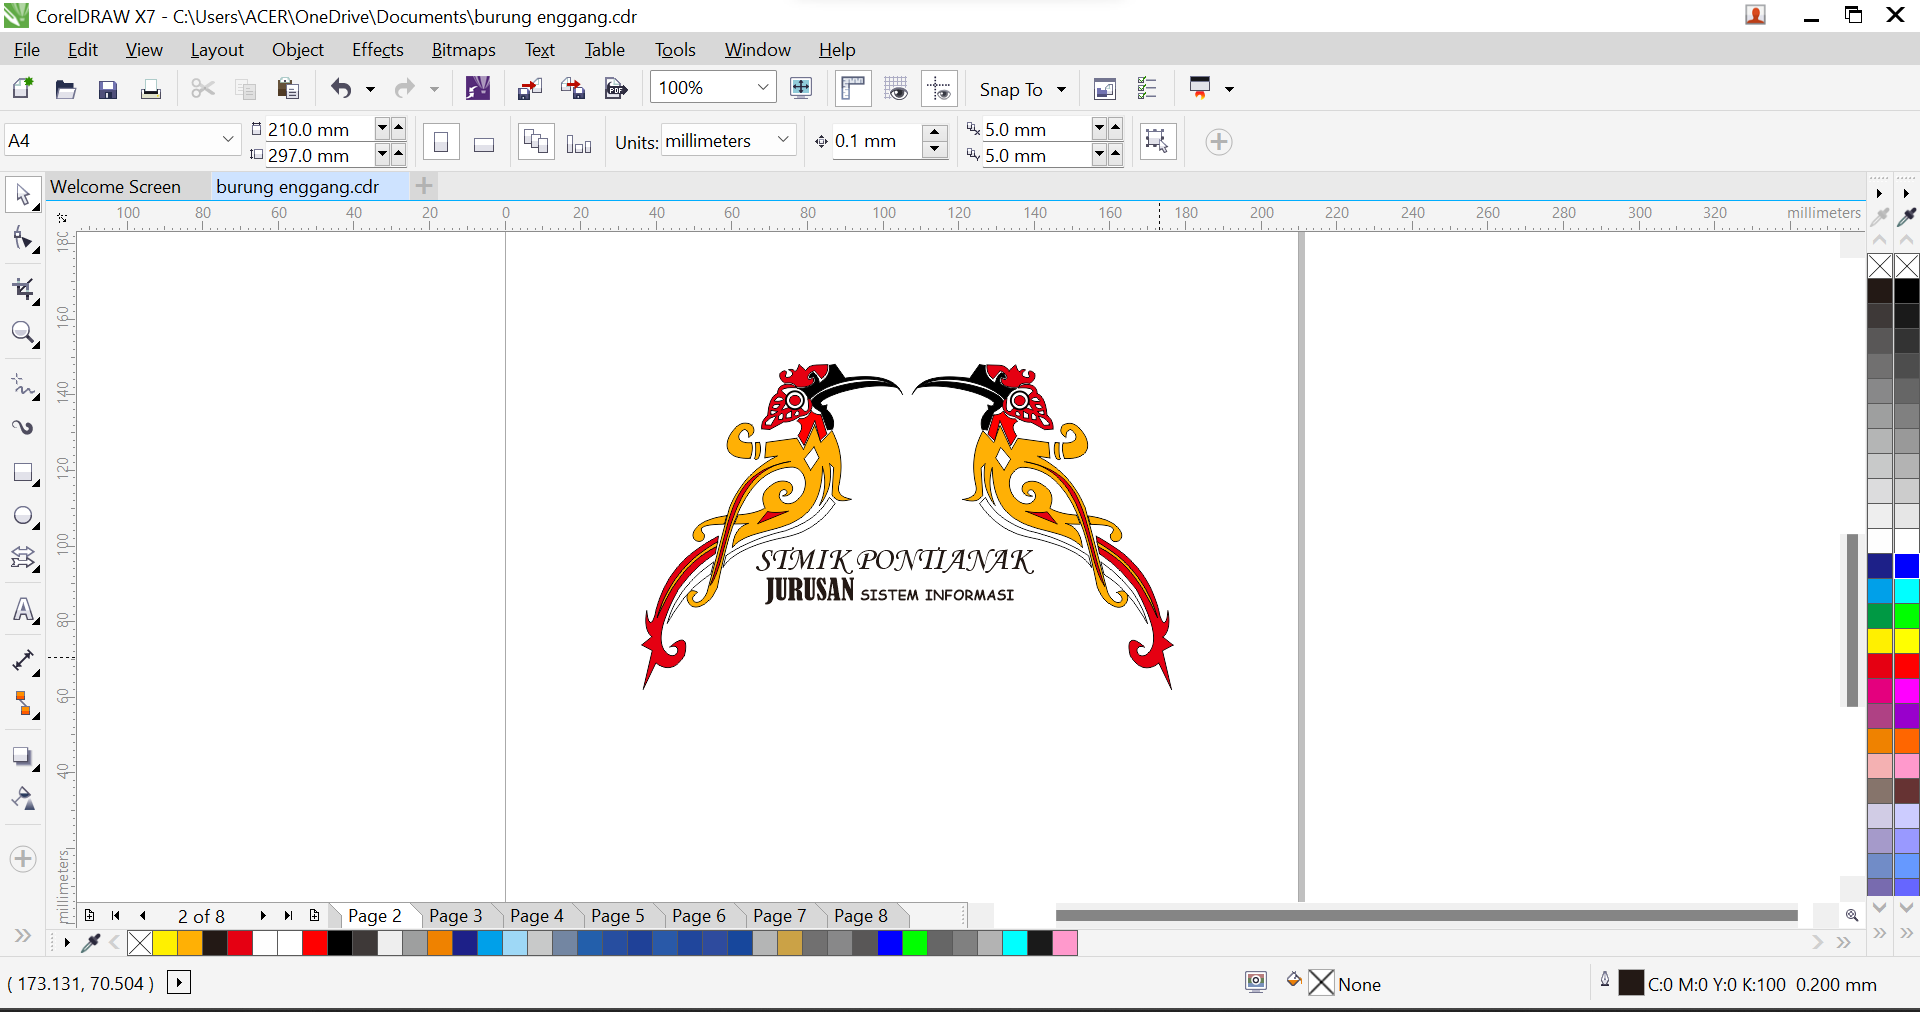 CorelDRAW X7 - C:\Users\ACER\OneDrive\Documents\burung enggang.cdr
File Edit View Layout Object Effects Bitmaps Text Table Tools Window Help
PDF 100% Snap To
A4 210.0 mm 297.0 mm Units: millimeters 0.1 mm 5.0 mm 5.0 mm
Welcome Screen burung enggang.cdr
100 80 60 40 20 0 20 40 60 80 100 120 140 160 180 200 220 240 260 280 300 320 millimeters
180
160
140
120
100
80
60
40
millimeters
STMIK PONTIANAK
JURUSAN SISTEM INFORMASI
2 of 8 Page 2 Page 3 Page 4 Page 5 Page 6 Page 7 Page 8
( 173.131, 70.504 ) None C:0 M:0 Y:0 K:100 0.200 mm